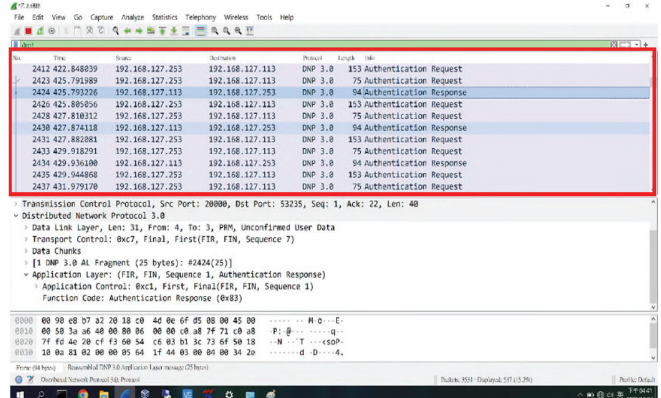 File Edit View Go Capture Analyze Statistics Telephony Wireless Tools Help
No. Time Source Destination Protocol Length Info
2412 422.848039 192.168.127.253 192.168.127.113 DNP 3.0 153 Authentication Request
2423 425.791989 192.168.127.253 192.168.127.113 DNP 3.0 75 Authentication Request
2424 425.793226 192.168.127.113 192.168.127.253 DNP 3.0 94 Authentication Response
2426 425.805056 192.168.127.253 192.168.127.113 DNP 3.0 153 Authentication Request
2428 427.810312 192.168.127.253 192.168.127.113 DNP 3.0 75 Authentication Request
2430 427.874118 192.168.127.113 192.168.127.253 DNP 3.0 94 Authentication Response
2431 427.882081 192.168.127.253 192.168.127.113 DNP 3.0 153 Authentication Request
2433 429.918291 192.168.127.253 192.168.127.113 DNP 3.0 75 Authentication Request
2434 429.936100 192.168.127.113 192.168.127.253 DNP 3.0 94 Authentication Response
2435 429.944868 192.168.127.253 192.168.127.113 DNP 3.0 153 Authentication Request
2437 431.979170 192.168.127.253 192.168.127.113 DNP 3.0 75 Authentication Request
Transmission Control Protocol, Src Port: 20000, Dst Port: 53235, Seq: 1, Ack: 22, Len: 40
Distributed Network Protocol 3.0
Data Link Layer, Len: 31, From: 4, To: 3, PRM, Unconfirmed User Data
Transport Control: 0xc7, Final, First(FIR, FIN, Sequence 7)
Data Chunks
[1 DNP 3.0 AL Fragment (25 bytes): #2424(25)]
Application Layer: (FIR, FIN, Sequence 1, Authentication Response)
Application Control: 0xc1, First, Final(FIR, FIN, Sequence 1)
Function Code: Authentication Response (0x83)
0000 00 90 e8 b7 a2 20 18 c0 4d 0e 6f d5 08 00 45 00
0010 00 50 3a a6 40 00 80 06 00 00 c0 a8 7f 71 c0 a8
0020 7f fd 4e 20 cf f3 60 54 c6 03 b1 3c 73 6f 50 18
0030 10 0a 81 02 00 00 05 64 1f 44 03 00 04 00 34 2e
Frame (94 bytes) Reassembled DNP 3.0 Application Layer message (25 bytes)
Distributed Network Protocol 3.0: Protocol
Profile: Default